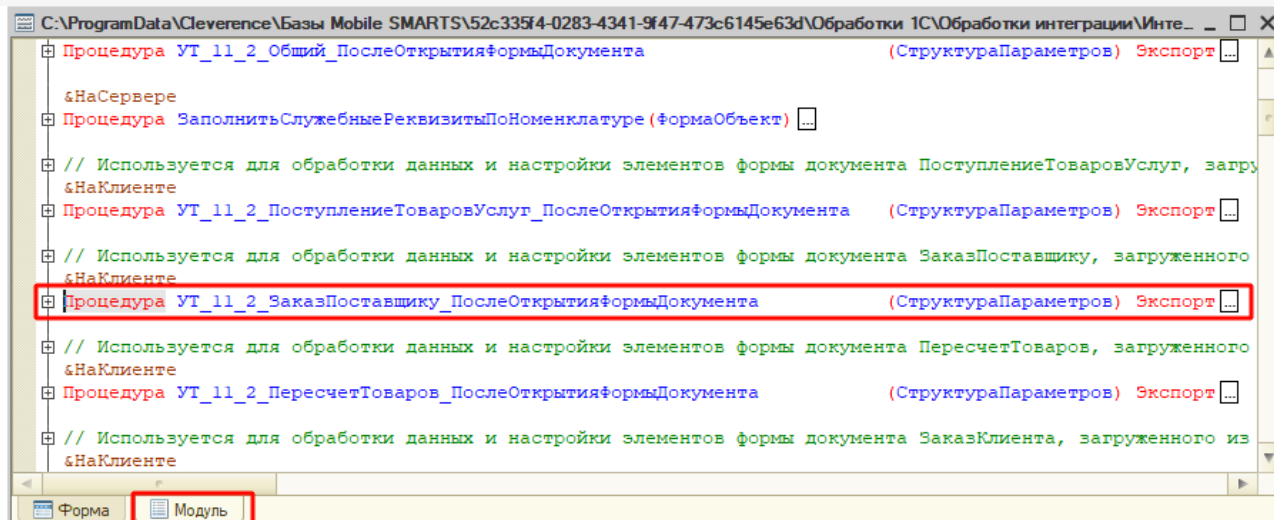 C:\ProgramData\Cleverence\Базы Mobile SMARTS\52c335f4-0283-4341-9f47-473c6145e63d\Обработки 1С\Обработки интеграции\Инте...
Процедура УТ_11_2_Общий_ПослеОткрытияФормыДокумента (СтруктураПараметров) Экспорт...
&НаСервере
Процедура ЗаполнитьСлужебныеРеквизитыПоНоменклатуре(ФормаОбъект)...
// Используется для обработки данных и настройки элементов формы документа ПоступлениеТоваровУслуг, загру
&НаКлиенте
Процедура УТ_11_2_ПоступлениеТоваровУслуг_ПослеОткрытияФормыДокумента (СтруктураПараметров) Экспорт...
// Используется для обработки данных и настройки элементов формы документа ЗаказПоставщику, загруженного
&НаКлиенте
Процедура УТ_11_2_ЗаказПоставщику_ПослеОткрытияФормыДокумента (СтруктураПараметров) Экспорт...
// Используется для обработки данных и настройки элементов формы документа ПересчетТоваров, загруженного
&НаКлиенте
Процедура УТ_11_2_ПересчетТоваров_ПослеОткрытияФормыДокумента (СтруктураПараметров) Экспорт...
// Используется для обработки данных и настройки элементов формы документа ЗаказКлиента, загруженного из
&НаКлиенте
Форма Модуль